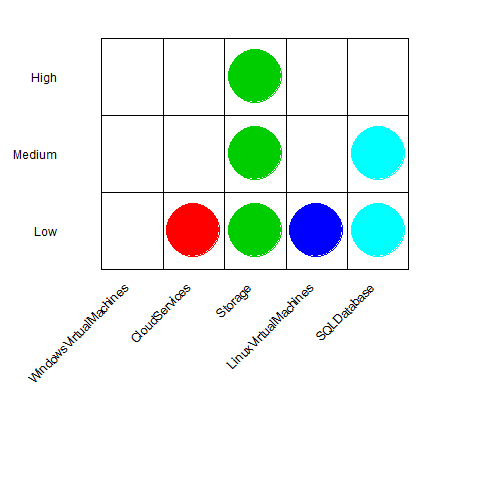 High
Medium
Low
WindowsVirtualMachines
CloudServices
Storage
LinuxVirtualMachines
SQLDatabase